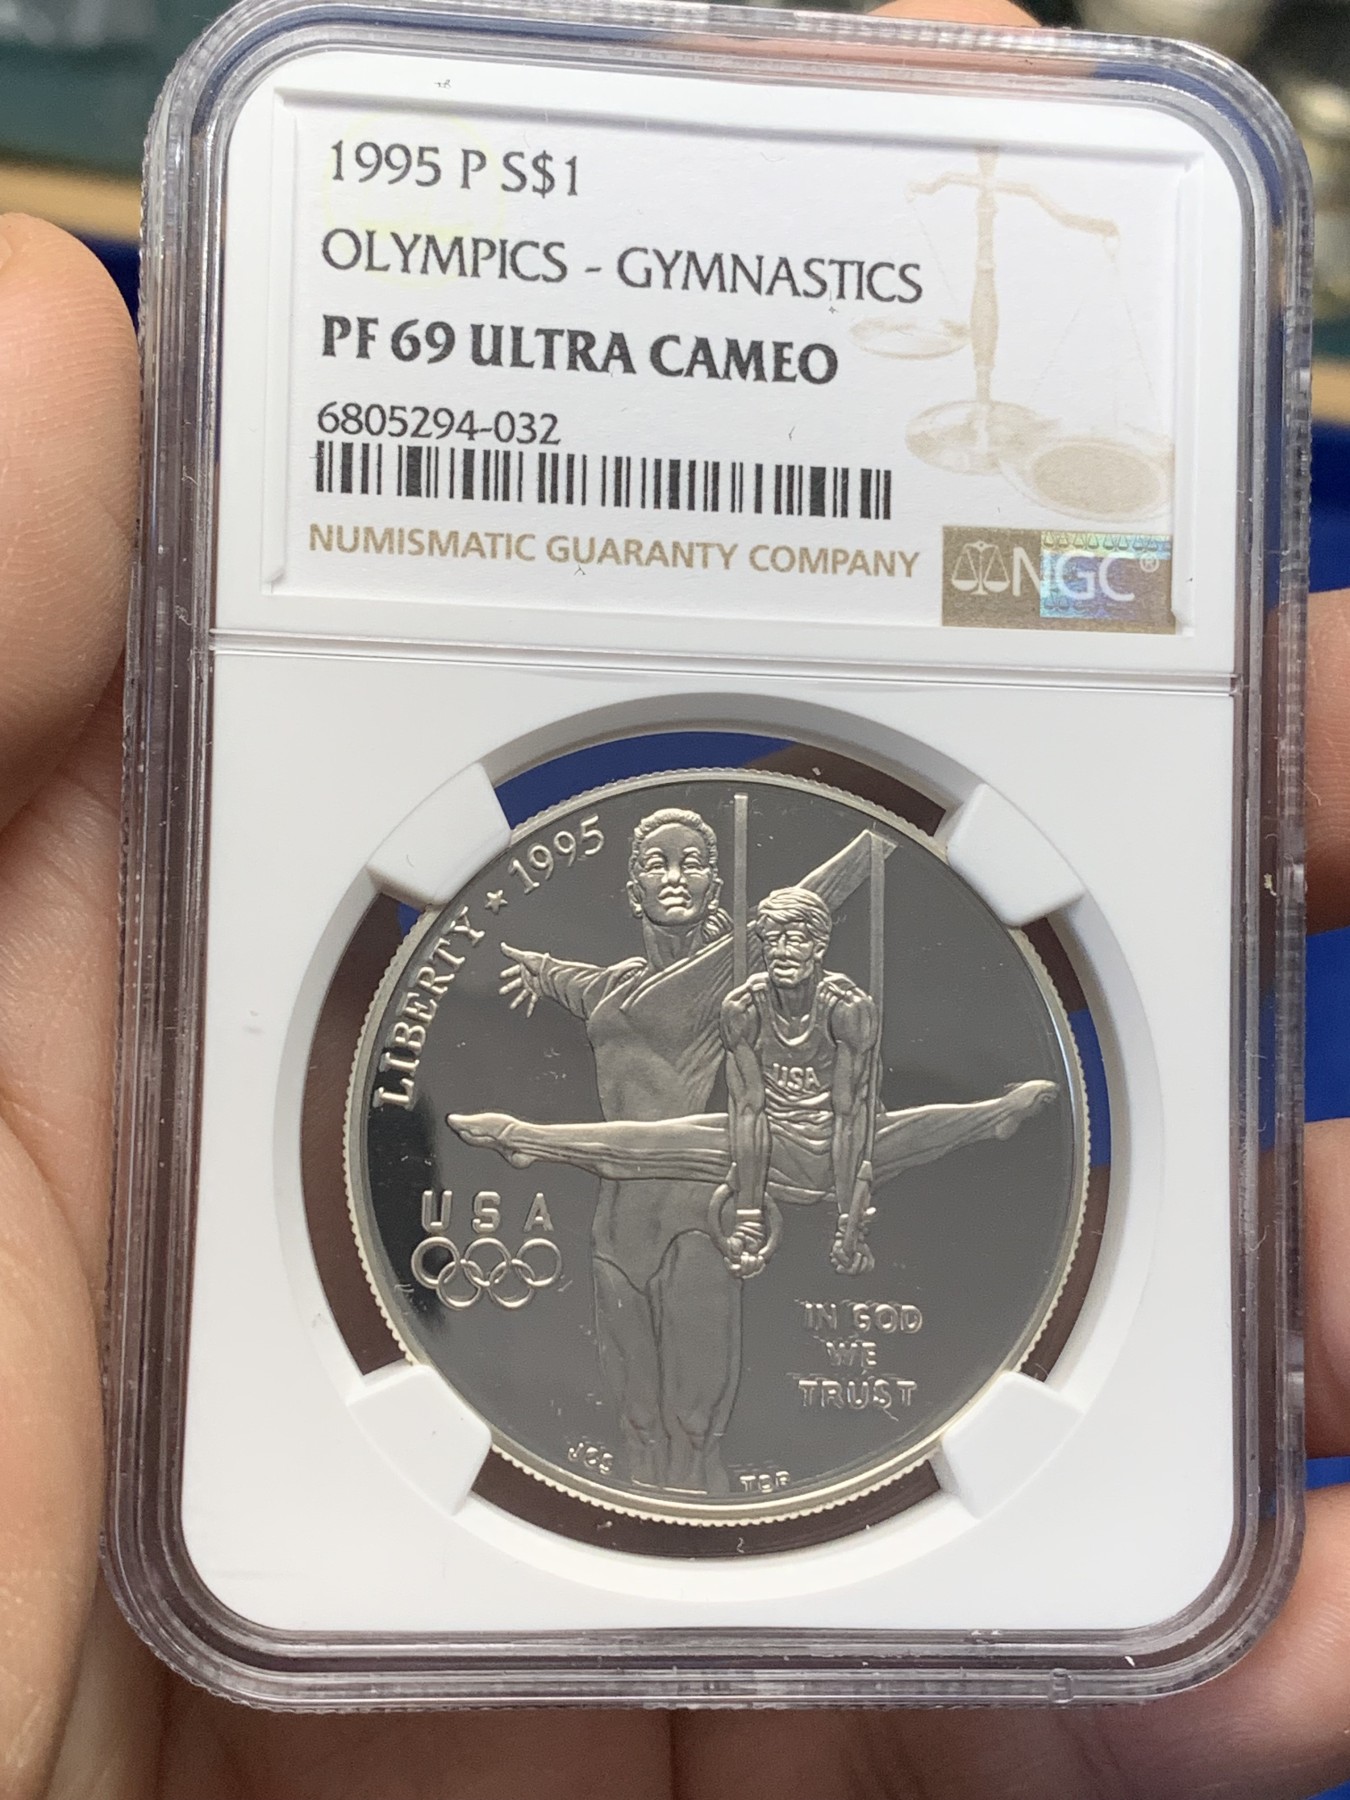 1995 P S$1
OLYMPICS - GYMNASTICS
PF 69 ULTRA CAMEO
6805294-032
NUMISMATIC GUARANTY COMPANY
NGC®
LIBERTY ★ 1995
USA
USA
IN GOD
WE
TRUST
JCS
TDR